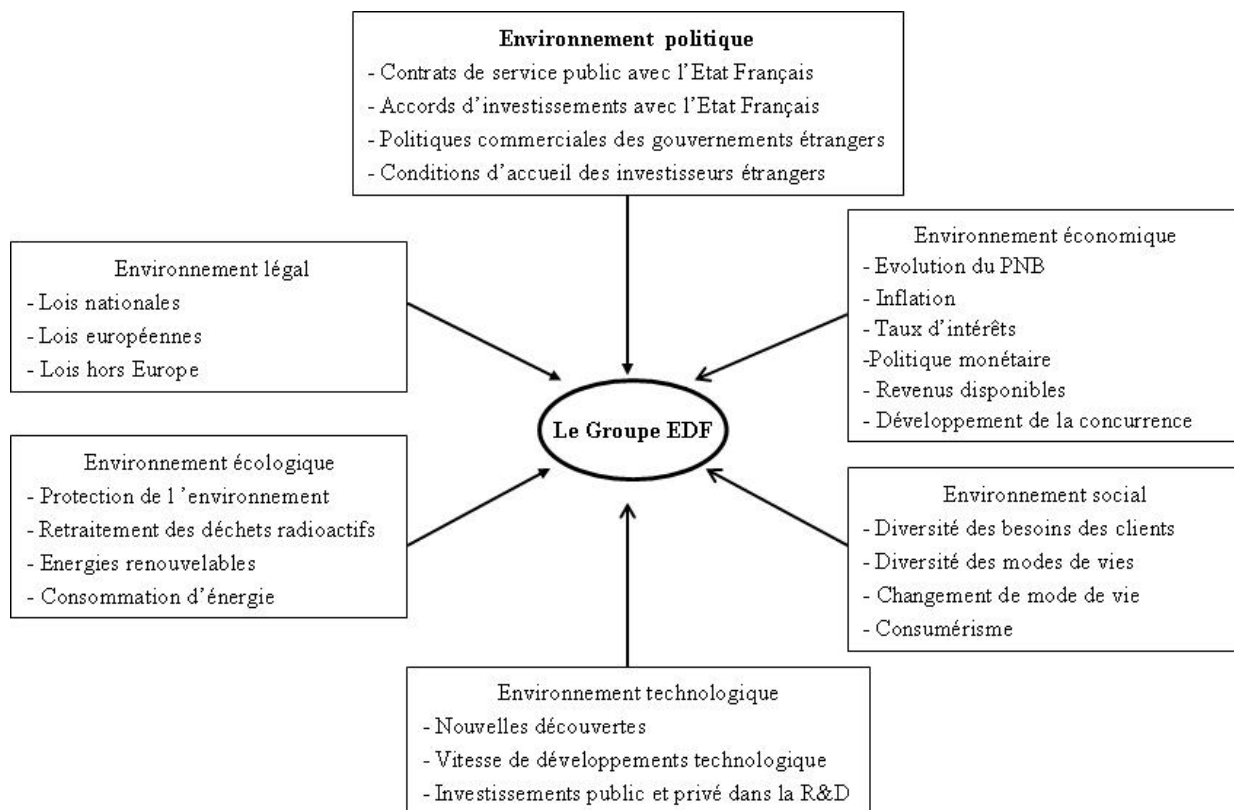 Environnement politique
- Contrats de service public avec l'Etat Français
- Accords d'investissements avec l'Etat Français
- Politiques commerciales des gouvernements étrangers
- Conditions d'accueil des investisseurs étrangers
Environnement légal
- Lois nationales
- Lois européennes
- Lois hors Europe
Environnement économique
- Evolution du PNB
- Inflation
- Taux d'intérêts
-Politique monétaire
- Revenus disponibles
- Développement de la concurrence
Le Groupe EDF
Environnement écologique
- Protection de l'environnement
- Retraitement des déchets radioactifs
- Energies renouvelables
- Consommation d'énergie
Environnement social
- Diversité des besoins des clients
- Diversité des modes de vies
- Changement de mode de vie
- Consumérisme
Environnement technologique
- Nouvelles découvertes
- Vitesse de développements technologique
- Investissements public et privé dans la R&D